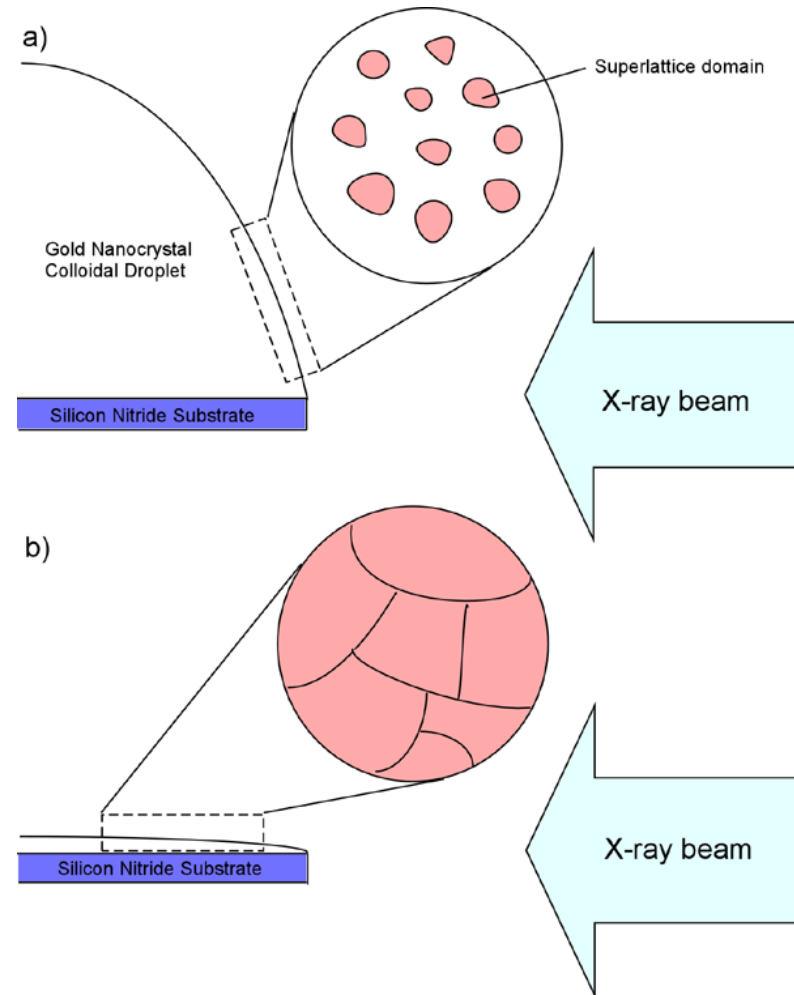 a)
Superlattice domain
Gold Nanocrystal
Colloidal Droplet
X-ray beam
Silicon Nitride Substrate
b)
X-ray beam
Silicon Nitride Substrate